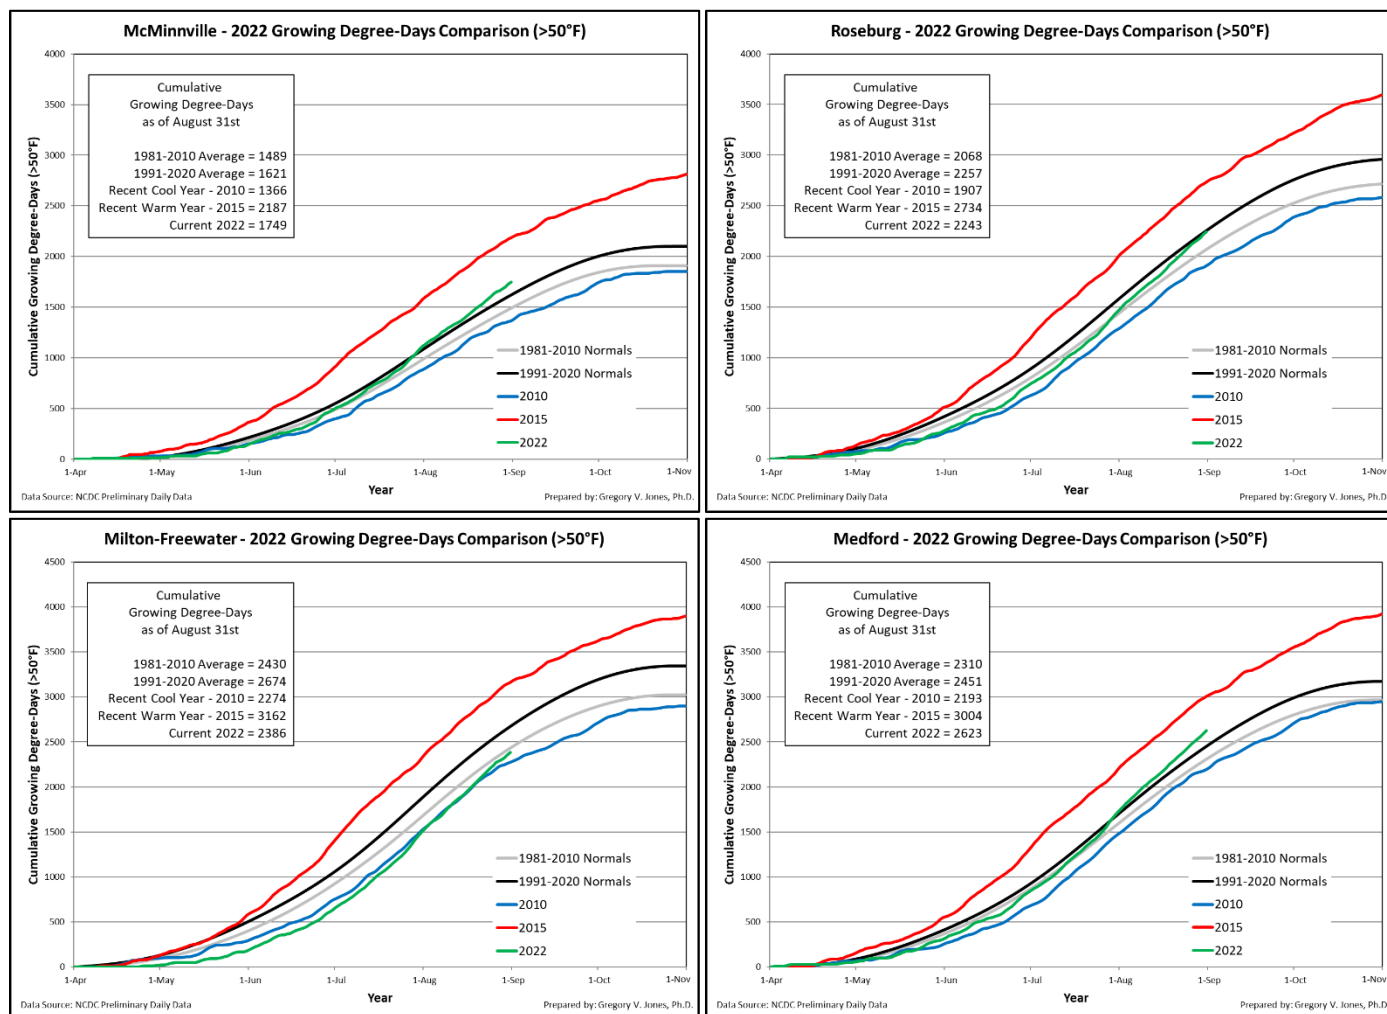 McMinnville - 2022 Growing Degree-Days Comparison (>50°F)
Cumulative Growing Degree-Days (>50°F)
4000
3500
3000
2500
2000
1500
1000
500
0
Cumulative
Growing Degree-Days
as of August 31st
1981-2010 Average = 1489
1991-2020 Average = 1621
Recent Cool Year - 2010 = 1366
Recent Warm Year - 2015 = 2187
Current 2022 = 1749
1981-2010 Normals
1991-2020 Normals
2010
2015
2022
1-Apr 1-May 1-Jun 1-Jul 1-Aug 1-Sep 1-Oct 1-Nov
Year
Data Source: NCDC Preliminary Daily Data
Prepared by: Gregory V. Jones, Ph.D.
Roseburg - 2022 Growing Degree-Days Comparison (>50°F)
Cumulative Growing Degree-Days (>50°F)
4000
3500
3000
2500
2000
1500
1000
500
0
Cumulative
Growing Degree-Days
as of August 31st
1981-2010 Average = 2068
1991-2020 Average = 2257
Recent Cool Year - 2010 = 1907
Recent Warm Year - 2015 = 2734
Current 2022 = 2243
1981-2010 Normals
1991-2020 Normals
2010
2015
2022
1-Apr 1-May 1-Jun 1-Jul 1-Aug 1-Sep 1-Oct 1-Nov
Year
Data Source: NCDC Preliminary Daily Data
Prepared by: Gregory V. Jones, Ph.D.
Milton-Freewater - 2022 Growing Degree-Days Comparison (>50°F)
Cumulative Growing Degree-Days (>50°F)
4500
4000
3500
3000
2500
2000
1500
1000
500
0
Cumulative
Growing Degree-Days
as of August 31st
1981-2010 Average = 2430
1991-2020 Average = 2674
Recent Cool Year - 2010 = 2274
Recent Warm Year - 2015 = 3162
Current 2022 = 2386
1981-2010 Normals
1991-2020 Normals
2010
2015
2022
1-Apr 1-May 1-Jun 1-Jul 1-Aug 1-Sep 1-Oct 1-Nov
Year
Data Source: NCDC Preliminary Daily Data
Prepared by: Gregory V. Jones, Ph.D.
Medford - 2022 Growing Degree-Days Comparison (>50°F)
Cumulative Growing Degree-Days (>50°F)
4500
4000
3500
3000
2500
2000
1500
1000
500
0
Cumulative
Growing Degree-Days
as of August 31st
1981-2010 Average = 2310
1991-2020 Average = 2451
Recent Cool Year - 2010 = 2193
Recent Warm Year - 2015 = 3004
Current 2022 = 2623
1981-2010 Normals
1991-2020 Normals
2010
2015
2022
1-Apr 1-May 1-Jun 1-Jul 1-Aug 1-Sep 1-Oct 1-Nov
Year
Data Source: NCDC Preliminary Daily Data
Prepared by: Gregory V. Jones, Ph.D.